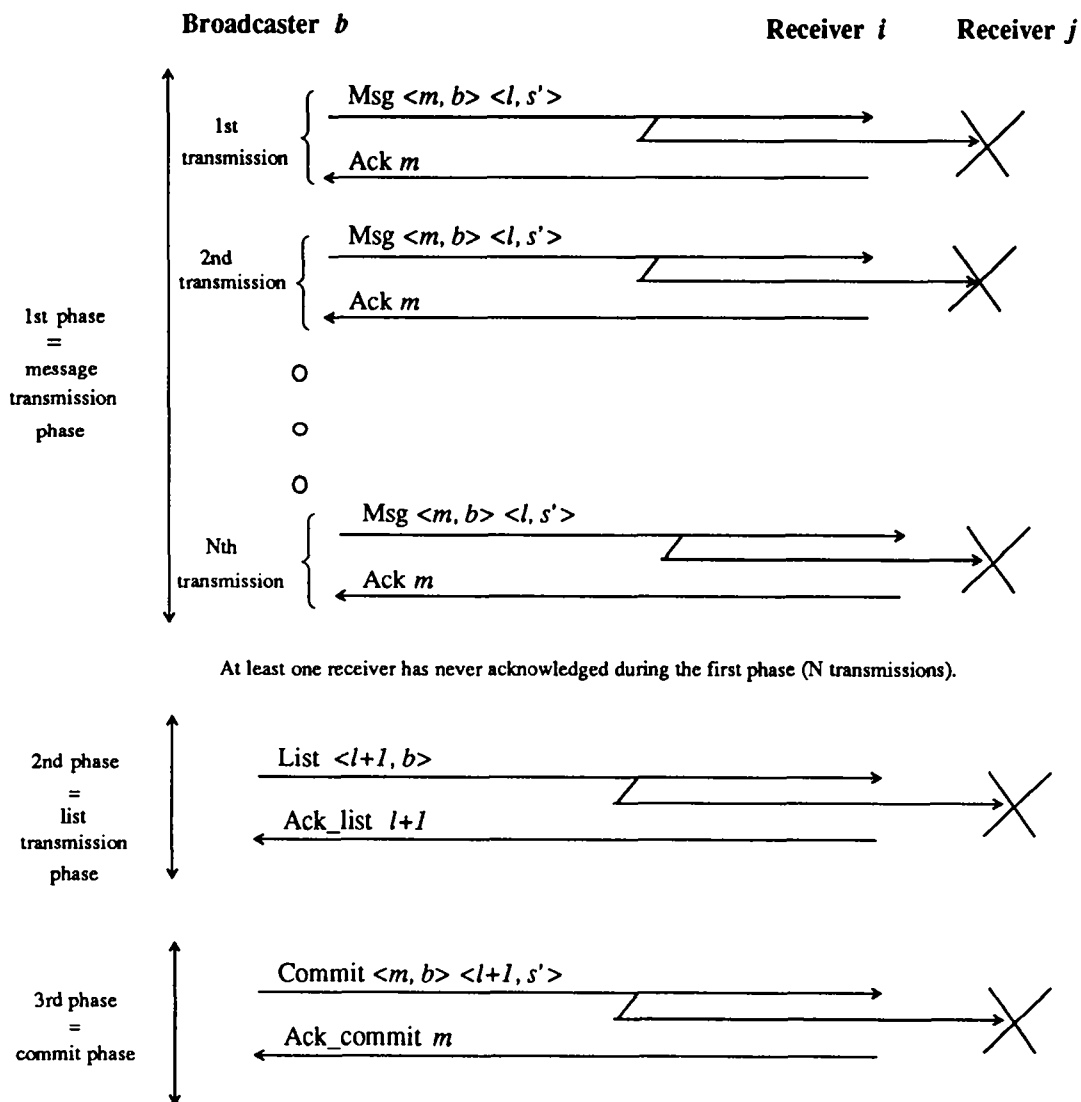 Broadcaster b
Receiver i
Receiver j
Msg <m, b> <l, s'>
1st
transmission
Ack m
Msg <m, b> <l, s'>
2nd
transmission
Ack m
1st phase
=
message
transmission
phase
Msg <m, b> <l, s'>
Nth
transmission
Ack m
At least one receiver has never acknowledged during the first phase (N transmissions).
2nd phase
=
list
transmission
phase
List <l+1, b>
Ack_list l+1
3rd phase
=
commit phase
Commit <m, b> <l+1, s'>
Ack_commit m